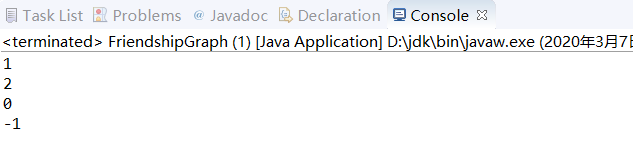 Task List Problems @ Javadoc Declaration Console
<terminated> FriendshipGraph (1) [Java Application] D:\jdk\bin\javaw.exe (2020年3月7日
1
2
0
-1